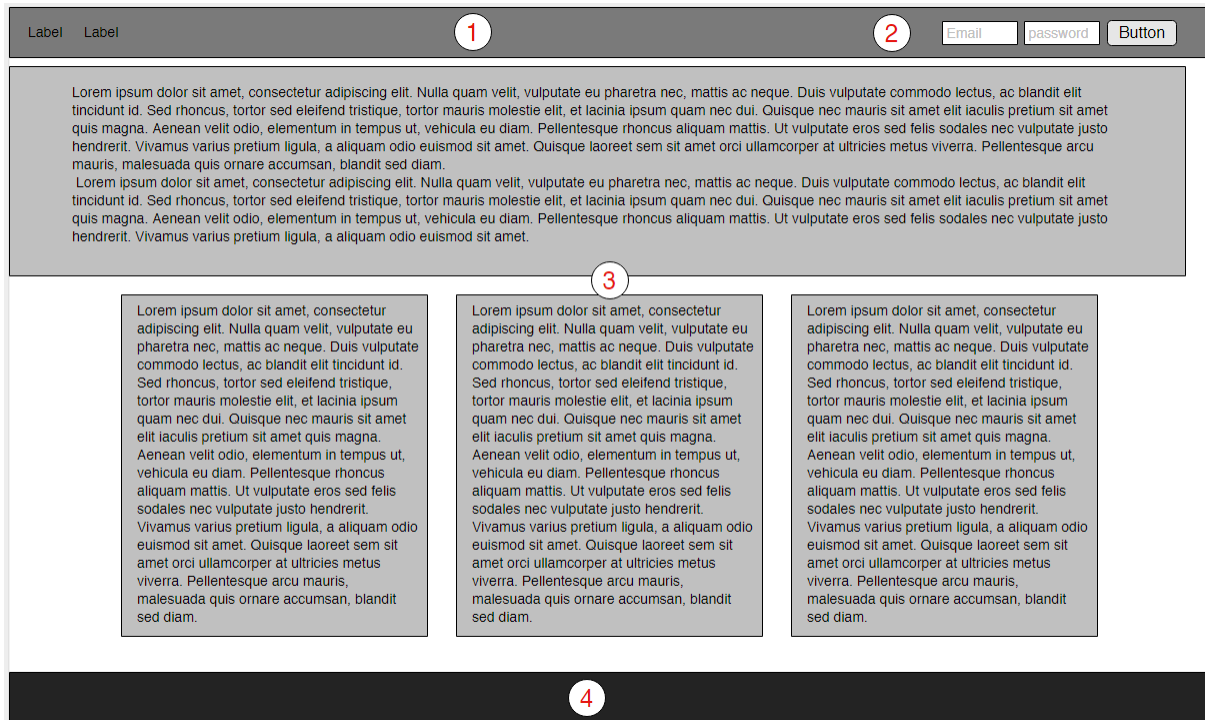 Label Label 1 2 Email password Button
Lorem ipsum dolor sit amet, consectetur adipiscing elit. Nulla quam velit, vulputate eu pharetra nec, mattis ac neque. Duis vulputate commodo lectus, ac blandit elit
tincidunt id. Sed rhoncus, tortor sed eleifend tristique, tortor mauris molestie elit, et lacinia ipsum quam nec dui. Quisque nec mauris sit amet elit iaculis pretium sit amet
quis magna. Aenean velit odio, elementum in tempus ut, vehicula eu diam. Pellentesque rhoncus aliquam mattis. Ut vulputate eros sed felis sodales nec vulputate justo
hendrerit. Vivamus varius pretium ligula, a aliquam odio euismod sit amet. Quisque laoreet sem sit amet orci ullamcorper at ultricies metus viverra. Pellentesque arcu
mauris, malesuada quis ornare accumsan, blandit sed diam.
Lorem ipsum dolor sit amet, consectetur adipiscing elit. Nulla quam velit, vulputate eu pharetra nec, mattis ac neque. Duis vulputate commodo lectus, ac blandit elit
tincidunt id. Sed rhoncus, tortor sed eleifend tristique, tortor mauris molestie elit, et lacinia ipsum quam nec dui. Quisque nec mauris sit amet elit iaculis pretium sit amet
quis magna. Aenean velit odio, elementum in tempus ut, vehicula eu diam. Pellentesque rhoncus aliquam mattis. Ut vulputate eros sed felis sodales nec vulputate justo
hendrerit. Vivamus varius pretium ligula, a aliquam odio euismod sit amet.
3
Lorem ipsum dolor sit amet, consectetur
adipiscing elit. Nulla quam velit, vulputate eu
pharetra nec, mattis ac neque. Duis vulputate
commodo lectus, ac blandit elit tincidunt id.
Sed rhoncus, tortor sed eleifend tristique,
tortor mauris molestie elit, et lacinia ipsum
quam nec dui. Quisque nec mauris sit amet
elit iaculis pretium sit amet quis magna.
Aenean velit odio, elementum in tempus ut,
vehicula eu diam. Pellentesque rhoncus
aliquam mattis. Ut vulputate eros sed felis
sodales nec vulputate justo hendrerit.
Vivamus varius pretium ligula, a aliquam odio
euismod sit amet. Quisque laoreet sem sit
amet orci ullamcorper at ultricies metus
viverra. Pellentesque arcu mauris,
malesuada quis ornare accumsan, blandit
sed diam.
Lorem ipsum dolor sit amet, consectetur
adipiscing elit. Nulla quam velit, vulputate eu
pharetra nec, mattis ac neque. Duis vulputate
commodo lectus, ac blandit elit tincidunt id.
Sed rhoncus, tortor sed eleifend tristique,
tortor mauris molestie elit, et lacinia ipsum
quam nec dui. Quisque nec mauris sit amet
elit iaculis pretium sit amet quis magna.
Aenean velit odio, elementum in tempus ut,
vehicula eu diam. Pellentesque rhoncus
aliquam mattis. Ut vulputate eros sed felis
sodales nec vulputate justo hendrerit.
Vivamus varius pretium ligula, a aliquam odio
euismod sit amet. Quisque laoreet sem sit
amet orci ullamcorper at ultricies metus
viverra. Pellentesque arcu mauris,
malesuada quis ornare accumsan, blandit
sed diam.
Lorem ipsum dolor sit amet, consectetur
adipiscing elit. Nulla quam velit, vulputate eu
pharetra nec, mattis ac neque. Duis vulputate
commodo lectus, ac blandit elit tincidunt id.
Sed rhoncus, tortor sed eleifend tristique,
tortor mauris molestie elit, et lacinia ipsum
quam nec dui. Quisque nec mauris sit amet
elit iaculis pretium sit amet quis magna.
Aenean velit odio, elementum in tempus ut,
vehicula eu diam. Pellentesque rhoncus
aliquam mattis. Ut vulputate eros sed felis
sodales nec vulputate justo hendrerit.
Vivamus varius pretium ligula, a aliquam odio
euismod sit amet. Quisque laoreet sem sit
amet orci ullamcorper at ultricies metus
viverra. Pellentesque arcu mauris,
malesuada quis ornare accumsan, blandit
sed diam.
4